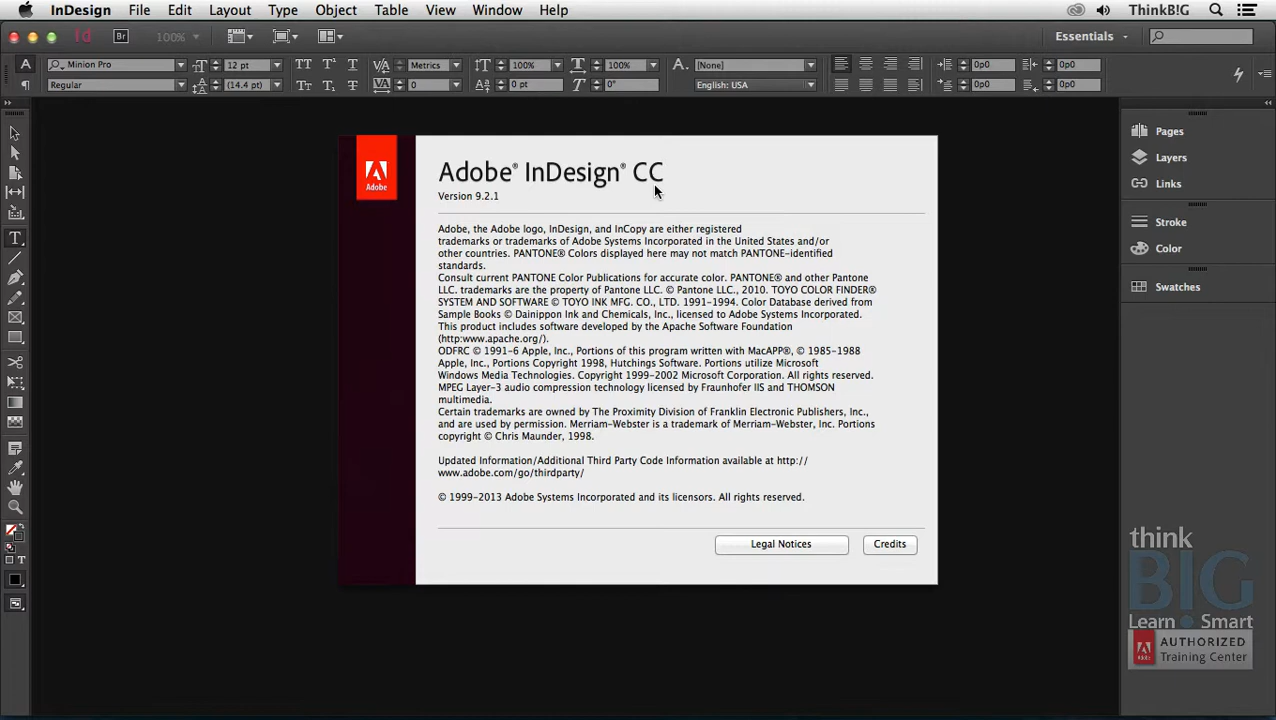 InDesign File Edit Layout Type Object Table View Window Help ThinkB!G
Id Br 100% Essentials
A Minion Pro 12 pt TT T¹ T Metrics 100% 100% A. [None] 0p0 0p0
¶ Regular (14.4 pt) Tt T₁ T 0 0 pt 0° English: USA 0p0 0p0
Adobe
Adobe® InDesign® CC
Version 9.2.1
Adobe, the Adobe logo, InDesign, and InCopy are either registered
trademarks or trademarks of Adobe Systems Incorporated in the United States and/or
other countries. PANTONE® Colors displayed here may not match PANTONE-identified
standards.
Consult current PANTONE Color Publications for accurate color. PANTONE® and other Pantone
LLC. trademarks are the property of Pantone LLC. © Pantone LLC., 2010. TOYO COLOR FINDER®
SYSTEM AND SOFTWARE © TOYO INK MFG. CO., LTD. 1991-1994. Color Database derived from
Sample Books © Dainippon Ink and Chemicals, Inc., licensed to Adobe Systems Incorporated.
This product includes software developed by the Apache Software Foundation
(http:www.apache.org/).
ODFRC © 1991-6 Apple, Inc., Portions of this program written with MacAPP®, © 1985-1988
Apple, Inc., Portions Copyright 1998, Hutchings Software. Portions utilize Microsoft
Windows Media Technologies. Copyright 1999-2002 Microsoft Corporation. All rights reserved.
MPEG Layer-3 audio compression technology licensed by Fraunhofer IIS and THOMSON
multimedia.
Certain trademarks are owned by The Proximity Division of Franklin Electronic Publishers, Inc.,
and are used by permission. Merriam-Webster is a trademark of Merriam-Webster, Inc. Portions
copyright © Chris Maunder, 1998.
Updated Information/Additional Third Party Code Information available at http://
www.adobe.com/go/thirdparty/
© 1999-2013 Adobe Systems Incorporated and its licensors. All rights reserved.
Legal Notices Credits
Pages
Layers
Links
Stroke
Color
Swatches
think
BIG
Learn Smart
AUTHORIZED
Training Center